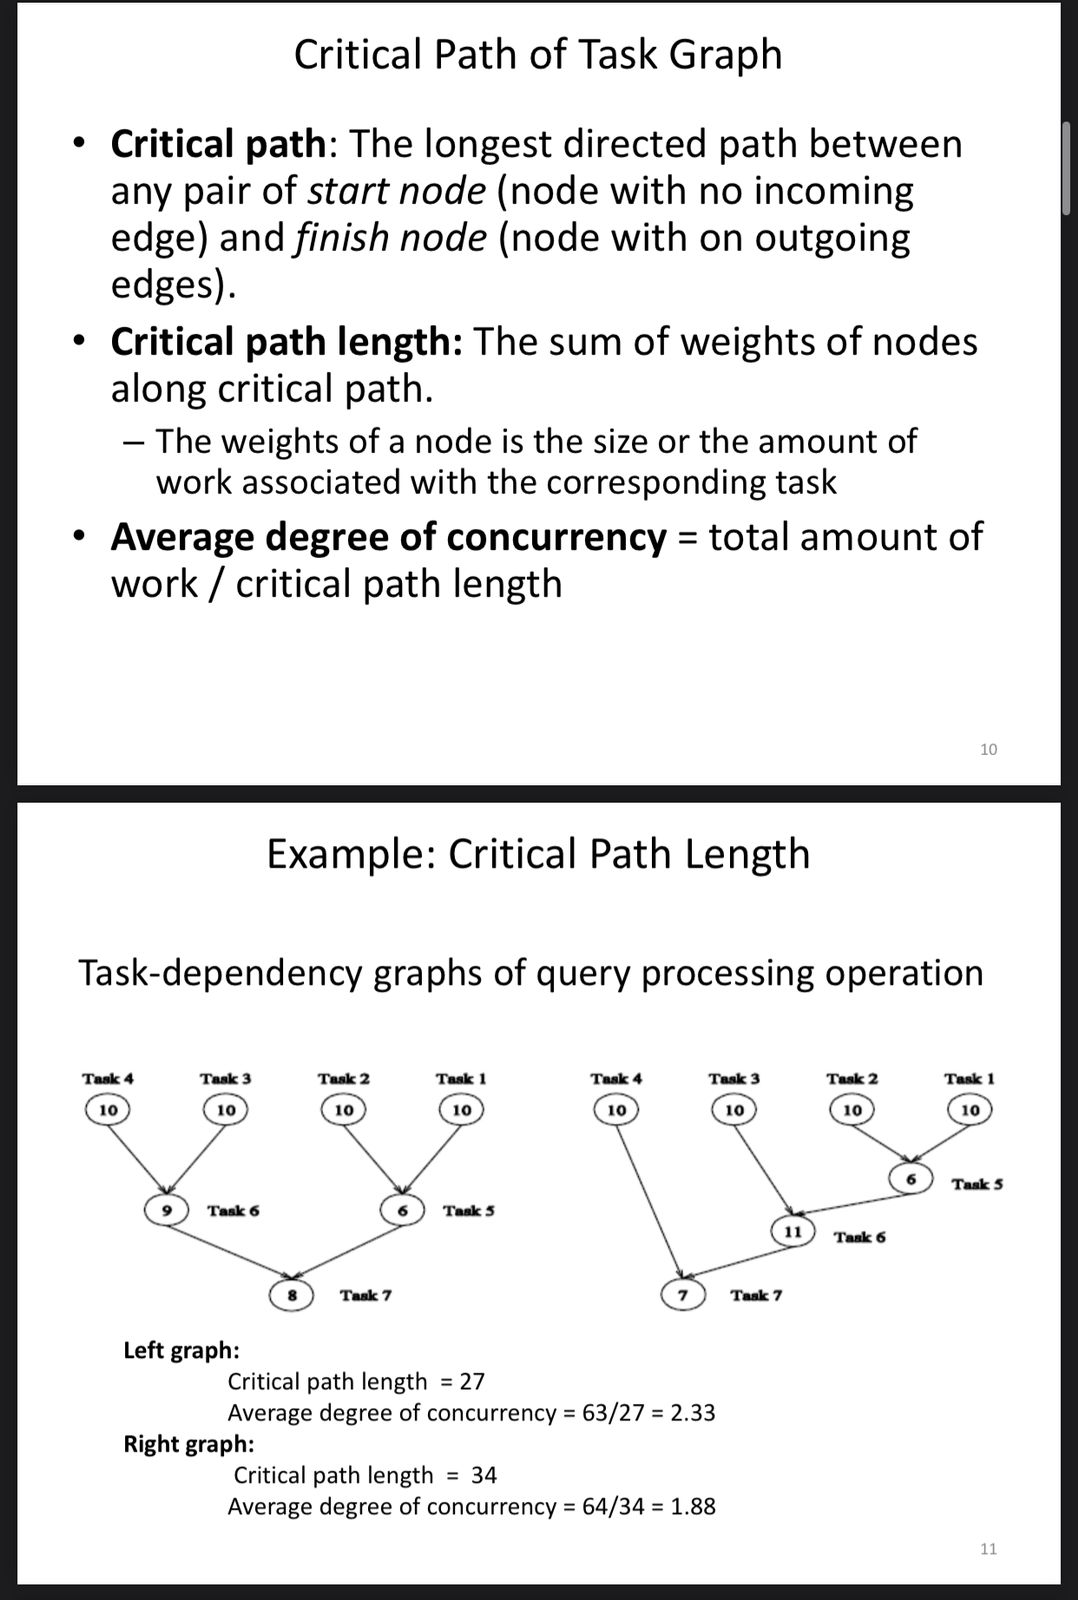 Critical Path of Task Graph
• Critical path: The longest directed path between
any pair of start node (node with no incoming
edge) and finish node (node with on outgoing
edges).
• Critical path length: The sum of weights of nodes
along critical path.
– The weights of a node is the size or the amount of
work associated with the corresponding task
• Average degree of concurrency = total amount of
work / critical path length
10
Example: Critical Path Length
Task-dependency graphs of query processing operation
Task 4 Task 3 Task 2 Task 1 Task 4 Task 3 Task 2 Task 1
10 10 10 10 10 10 10 10
6 Task 5
9 Task 6 6 Task 5
11 Task 6
8 Task 7 7 Task 7
Left graph:
Critical path length = 27
Average degree of concurrency = 63/27 = 2.33
Right graph:
Critical path length = 34
Average degree of concurrency = 64/34 = 1.88
11